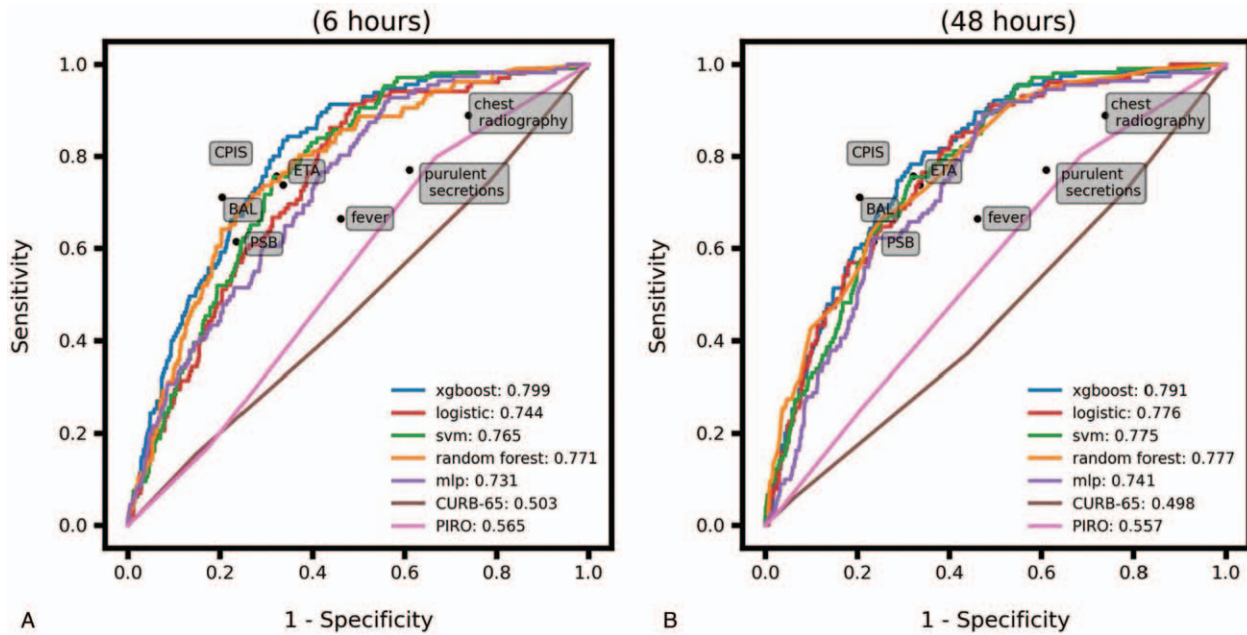 (6 hours)
1.0
0.8
0.6
0.4
0.2
0.0
Sensitivity
chest
radiography
CPIS
ETA
purulent
secretions
BAL
fever
PSB
xgboost: 0.799
logistic: 0.744
svm: 0.765
random forest: 0.771
mlp: 0.731
CURB-65: 0.503
PIRO: 0.565
0.0 0.2 0.4 0.6 0.8 1.0
A
1 - Specificity
(48 hours)
1.0
0.8
0.6
0.4
0.2
0.0
Sensitivity
chest
radiography
CPIS
ETA
purulent
secretions
BAL
fever
PSB
xgboost: 0.791
logistic: 0.776
svm: 0.775
random forest: 0.777
mlp: 0.741
CURB-65: 0.498
PIRO: 0.557
0.0 0.2 0.4 0.6 0.8 1.0
B
1 - Specificity